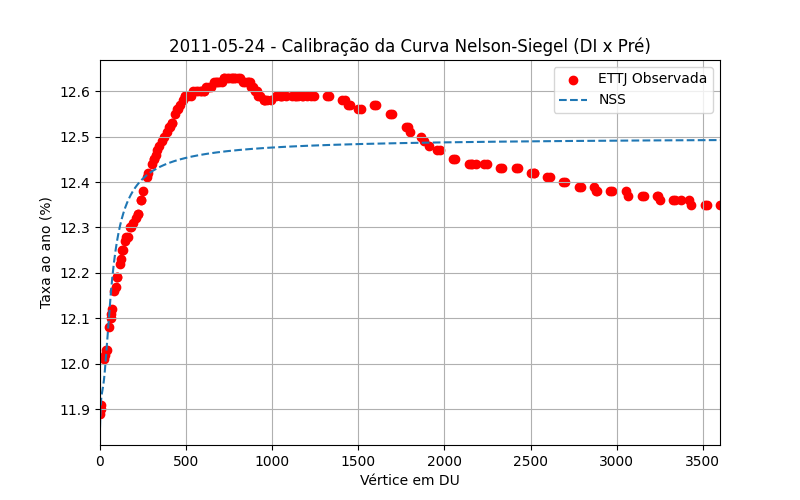 2011-05-24 - Calibração da Curva Nelson-Siegel (DI x Pré)
ETTJ Observada
NSS
Taxa ao ano (%)
12.6
12.5
12.4
12.3
12.2
12.1
12.0
11.9
0 500 1000 1500 2000 2500 3000 3500
Vértice em DU